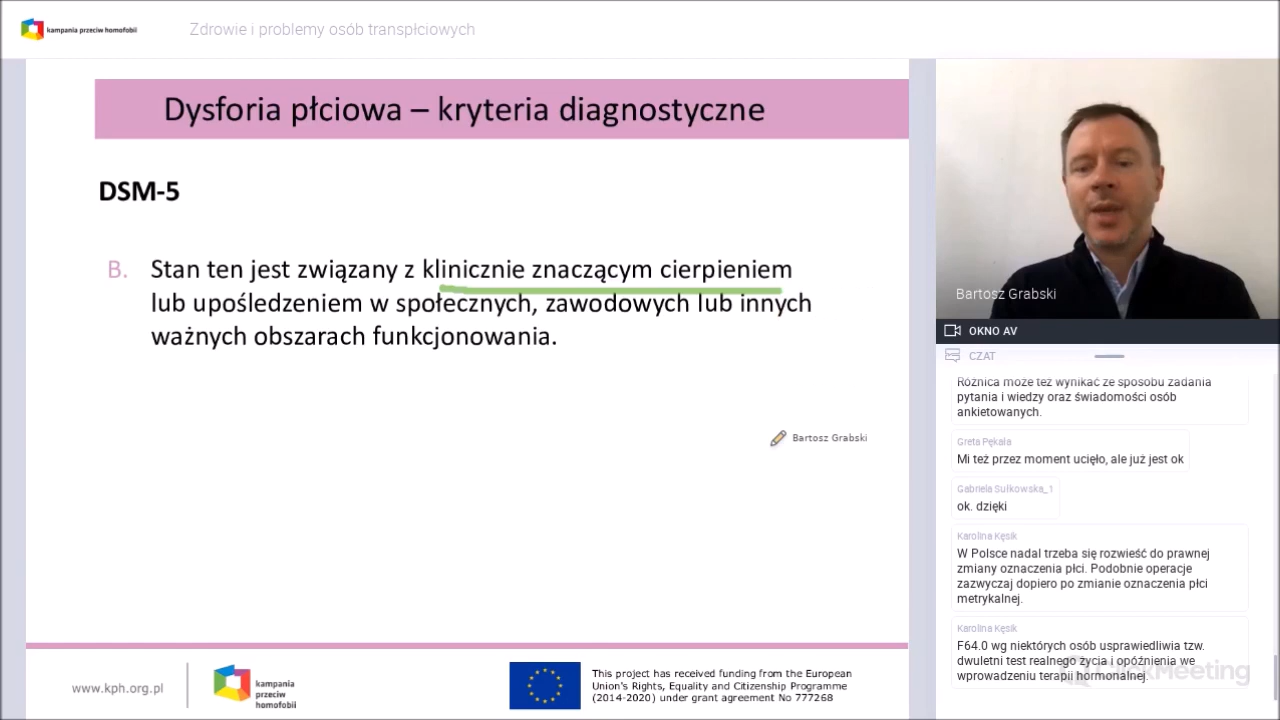 kampania przeciw homofobii
Zdrowie i problemy osób transpłciowych
Dysforia płciowa – kryteria diagnostyczne
DSM-5
B. Stan ten jest związany z klinicznie znaczącym cierpieniem
lub upośledzeniem w społecznych, zawodowych lub innych
ważnych obszarach funkcjonowania.
Bartosz Grabski
www.kph.org.pl
kampania
przeciw
homofobii
This project has received funding from the European
Union's Rights, Equality and Citizenship Programme
(2014-2020) under grant agreement No 777268
Bartosz Grabski
OKNO AV
CZAT
Różnica może też wynikać ze sposobu zadania
pytania i wiedzy oraz świadomości osób
ankietowanych.
Greta Pękała
Mi też przez moment ucięło, ale już jest ok
Gabriela Sułkowska_1
ok. dzięki
Karolina Kęsik
W Polsce nadal trzeba się rozwieść do prawnej
zmiany oznaczenia płci. Podobnie operacje
zazwyczaj dopiero po zmianie oznaczenia płci
metrykalnej.
Karolina Kęsik
F64.0 wg niektórych osób usprawiedliwia tzw.
dwuletni test realnego życia i opóźnienia we
wprowadzeniu terapii hormonalnej.
ClickMeeting